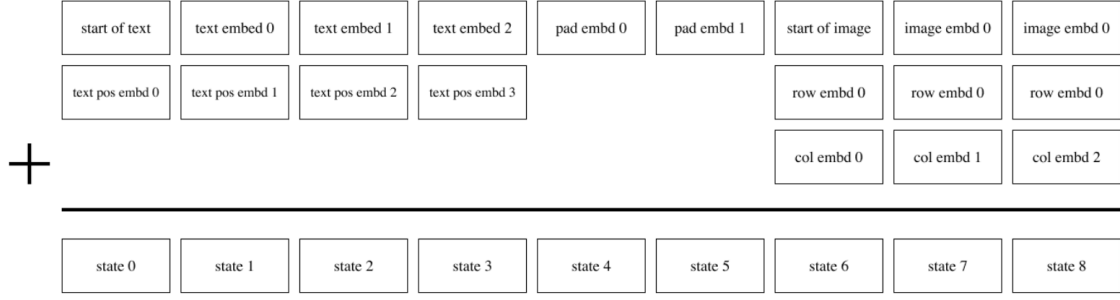 start of text text embed 0 text embed 1 text embed 2 pad embd 0 pad embd 1 start of image image embd 0 image embd 0
text pos embd 0 text pos embd 1 text pos embd 2 text pos embd 3 row embd 0 row embd 0 row embd 0
+ col embd 0 col embd 1 col embd 2
state 0 state 1 state 2 state 3 state 4 state 5 state 6 state 7 state 8